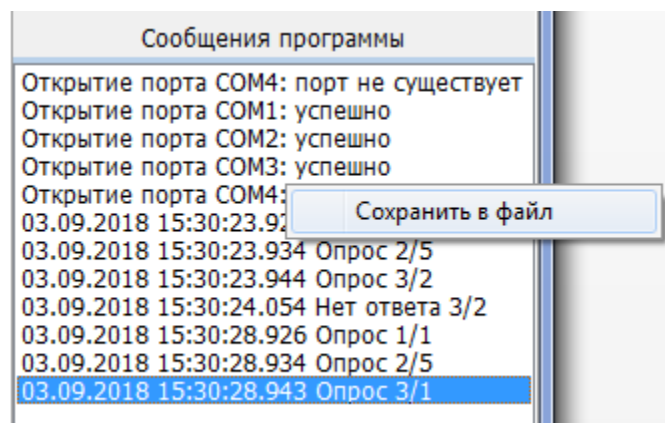 Сообщения программы
Открытие порта COM4: порт не существует
Открытие порта COM1: успешно
Открытие порта COM2: успешно
Открытие порта COM3: успешно
Открытие порта COM4:
Сохранить в файл
03.09.2018 15:30:23.92
03.09.2018 15:30:23.934 Опрос 2/5
03.09.2018 15:30:23.944 Опрос 3/2
03.09.2018 15:30:24.054 Нет ответа 3/2
03.09.2018 15:30:28.926 Опрос 1/1
03.09.2018 15:30:28.934 Опрос 2/5
03.09.2018 15:30:28.943 Опрос 3/1